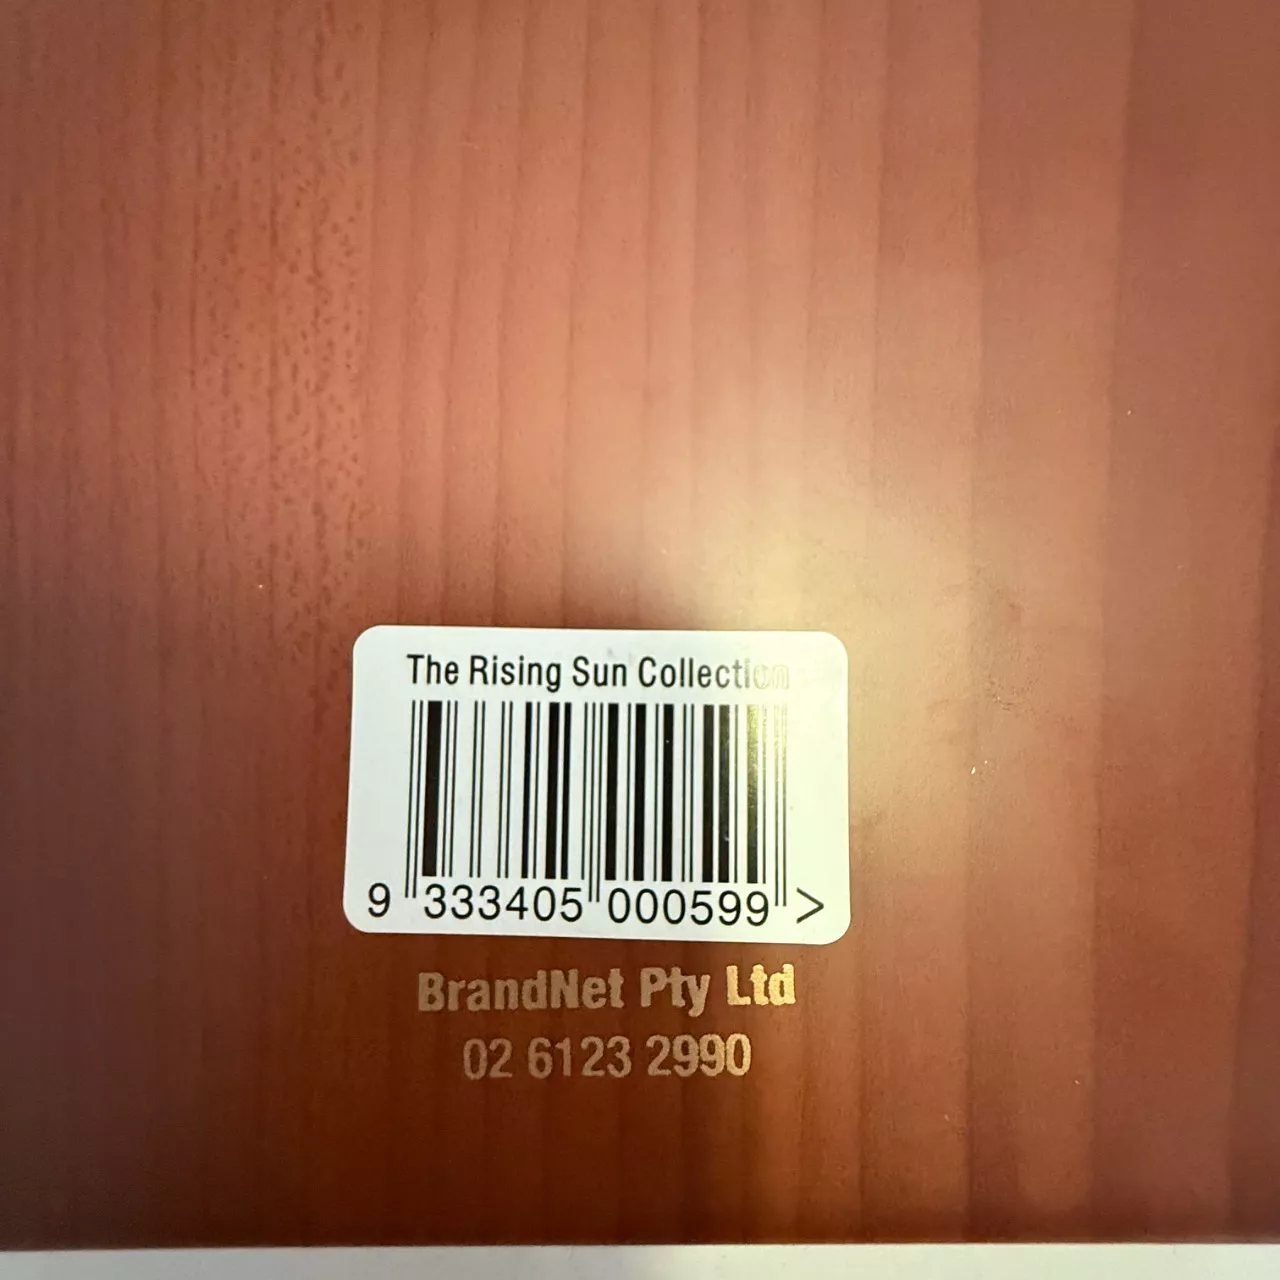 The Rising Sun Collection
9 333405 000599 >
BrandNet Pty Ltd
02 6123 2990